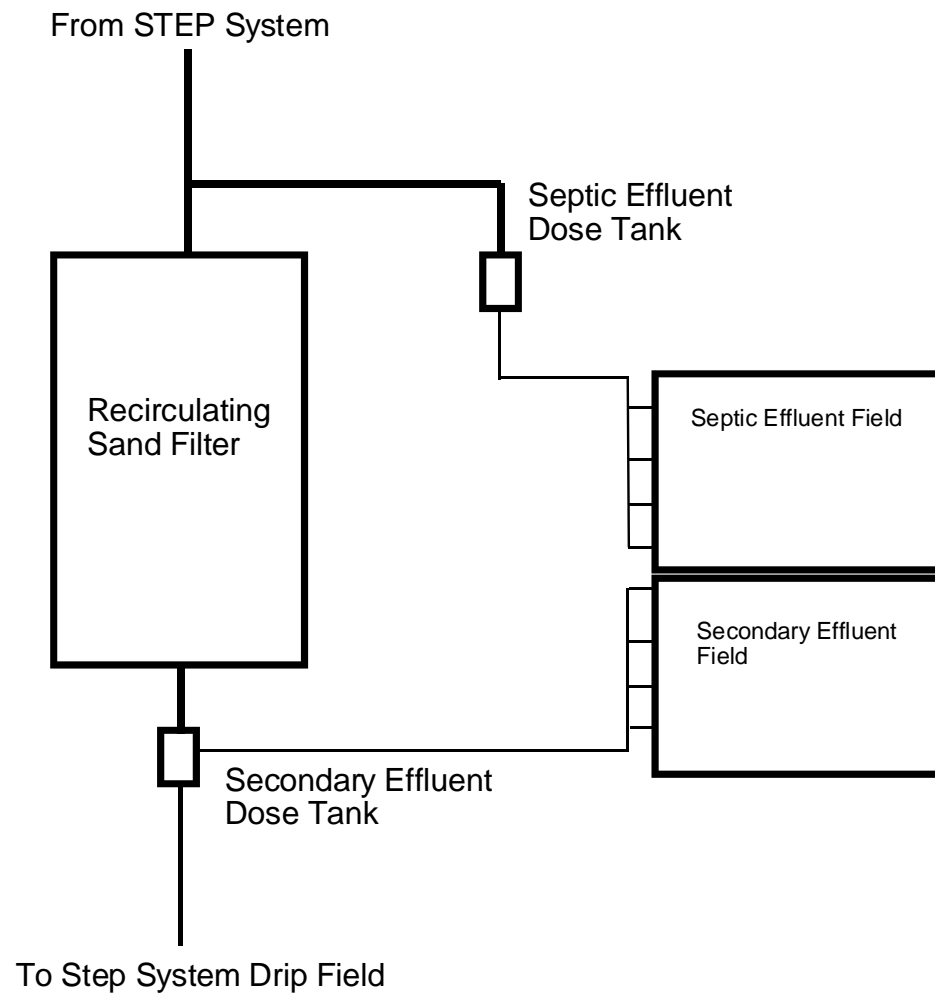 From STEP System
Septic Effluent
Dose Tank
Recirculating
Sand Filter
Septic Effluent Field
Secondary Effluent
Field
Secondary Effluent
Dose Tank
To Step System Drip Field